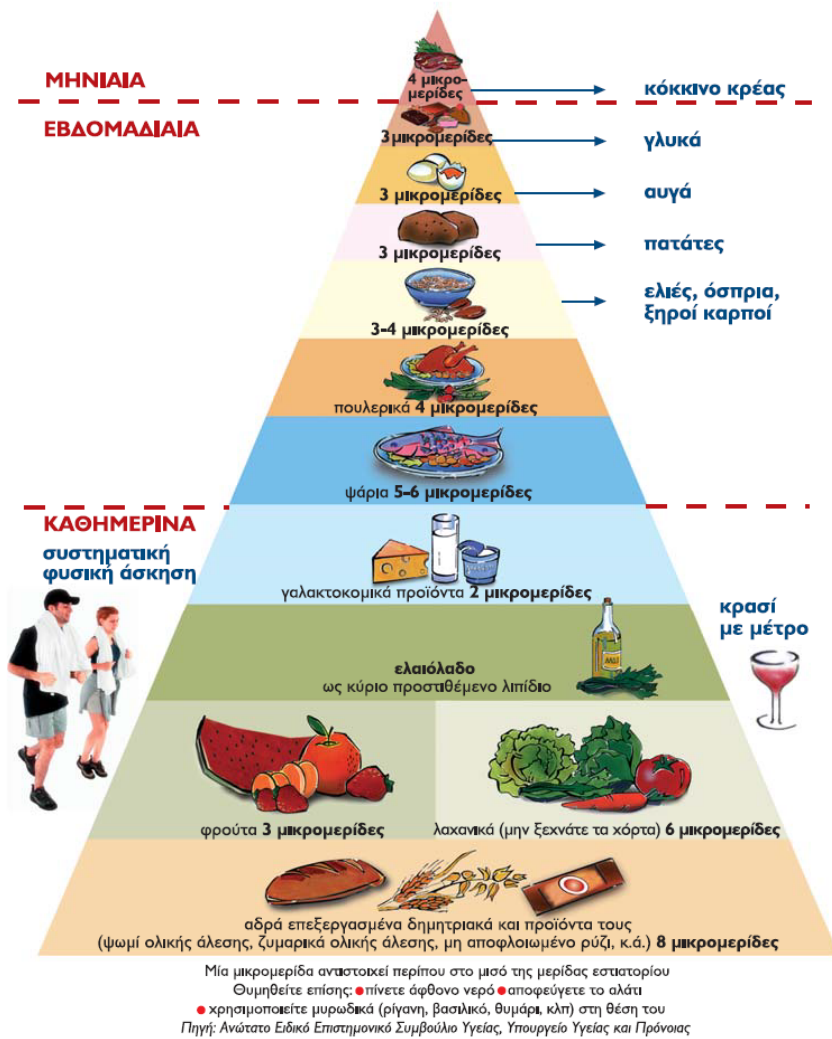 ΜΗΝΙΑΙΑ
4 μικρο-
μερίδες
κόκκινο κρέας
ΕΒΔΟΜΑΔΙΑΙΑ
3 μικρομερίδες
γλυκά
3 μικρομερίδες
αυγά
3 μικρομερίδες
πατάτες
3-4 μικρομερίδες
ελιές, όσπρια,
ξηροί καρποί
πουλερικά 4 μικρομερίδες
ψάρια 5-6 μικρομερίδες
ΚΑΘΗΜΕΡΙΝΑ
συστηματική
φυσική άσκηση
γαλακτοκομικά προϊόντα 2 μικρομερίδες
κρασί
με μέτρο
ελαιόλαδο
ως κύριο προστιθέμενο λιπίδιο
φρούτα 3 μικρομερίδες
λαχανικά (μην ξεχνάτε τα χόρτα) 6 μικρομερίδες
αδρά επεξεργασμένα δημητριακά και προϊόντα τους
(ψωμί ολικής άλεσης, ζυμαρικά ολικής άλεσης, μη αποφλοιωμένο ρύζι, κ.ά.) 8 μικρομερίδες
Μία μικρομερίδα αντιστοιχεί περίπου στο μισό της μερίδας εστιατορίου
Θυμηθείτε επίσης: ● πίνετε άφθονο νερό ● αποφεύγετε το αλάτι
● χρησιμοποιείτε μυρωδικά (ρίγανη, βασιλικό, θυμάρι, κλπ) στη θέση του
Πηγή: Ανώτατο Ειδικό Επιστημονικό Συμβούλιο Υγείας, Υπουργείο Υγείας και Πρόνοιας